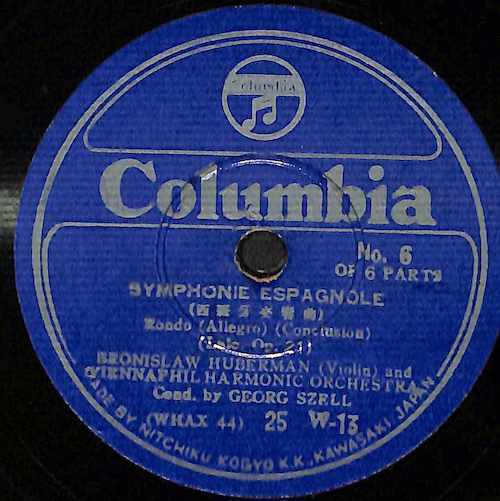 Columbia
Columbia
No. 6
OF 6 PARTS
SYMPHONIE ESPAGNOLE
(西班牙交響曲)
Rondo (Allegro) (Conclusion)
(Lalo, Op. 21)
BRONISLAW HUBERMAN (Violin) and
VIENNAPHIL HARMONIC ORCHESTRA
Cond. by GEORG SZELL
(WHAX 44) 25 W-13
MADE BY NITCHIKU KOGYO K.K., KAWASAKI, JAPAN